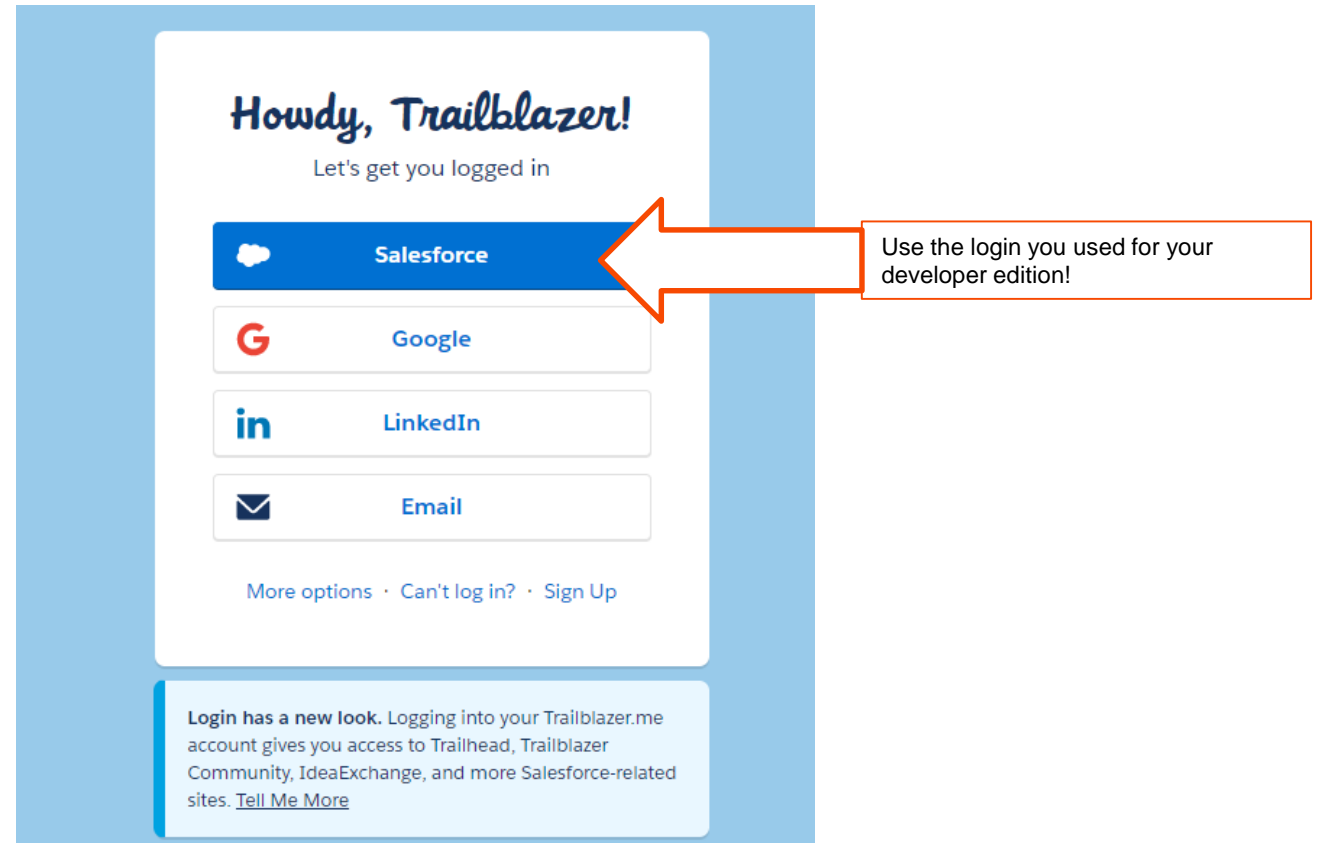 Howdy, Trailblazer!
Let's get you logged in
Salesforce
Use the login you used for your
developer edition!
Google
LinkedIn
Email
More options · Can't log in? · Sign Up
Login has a new look. Logging into your Trailblazer.me
account gives you access to Trailhead, Trailblazer
Community, IdeaExchange, and more Salesforce-related
sites. Tell Me More